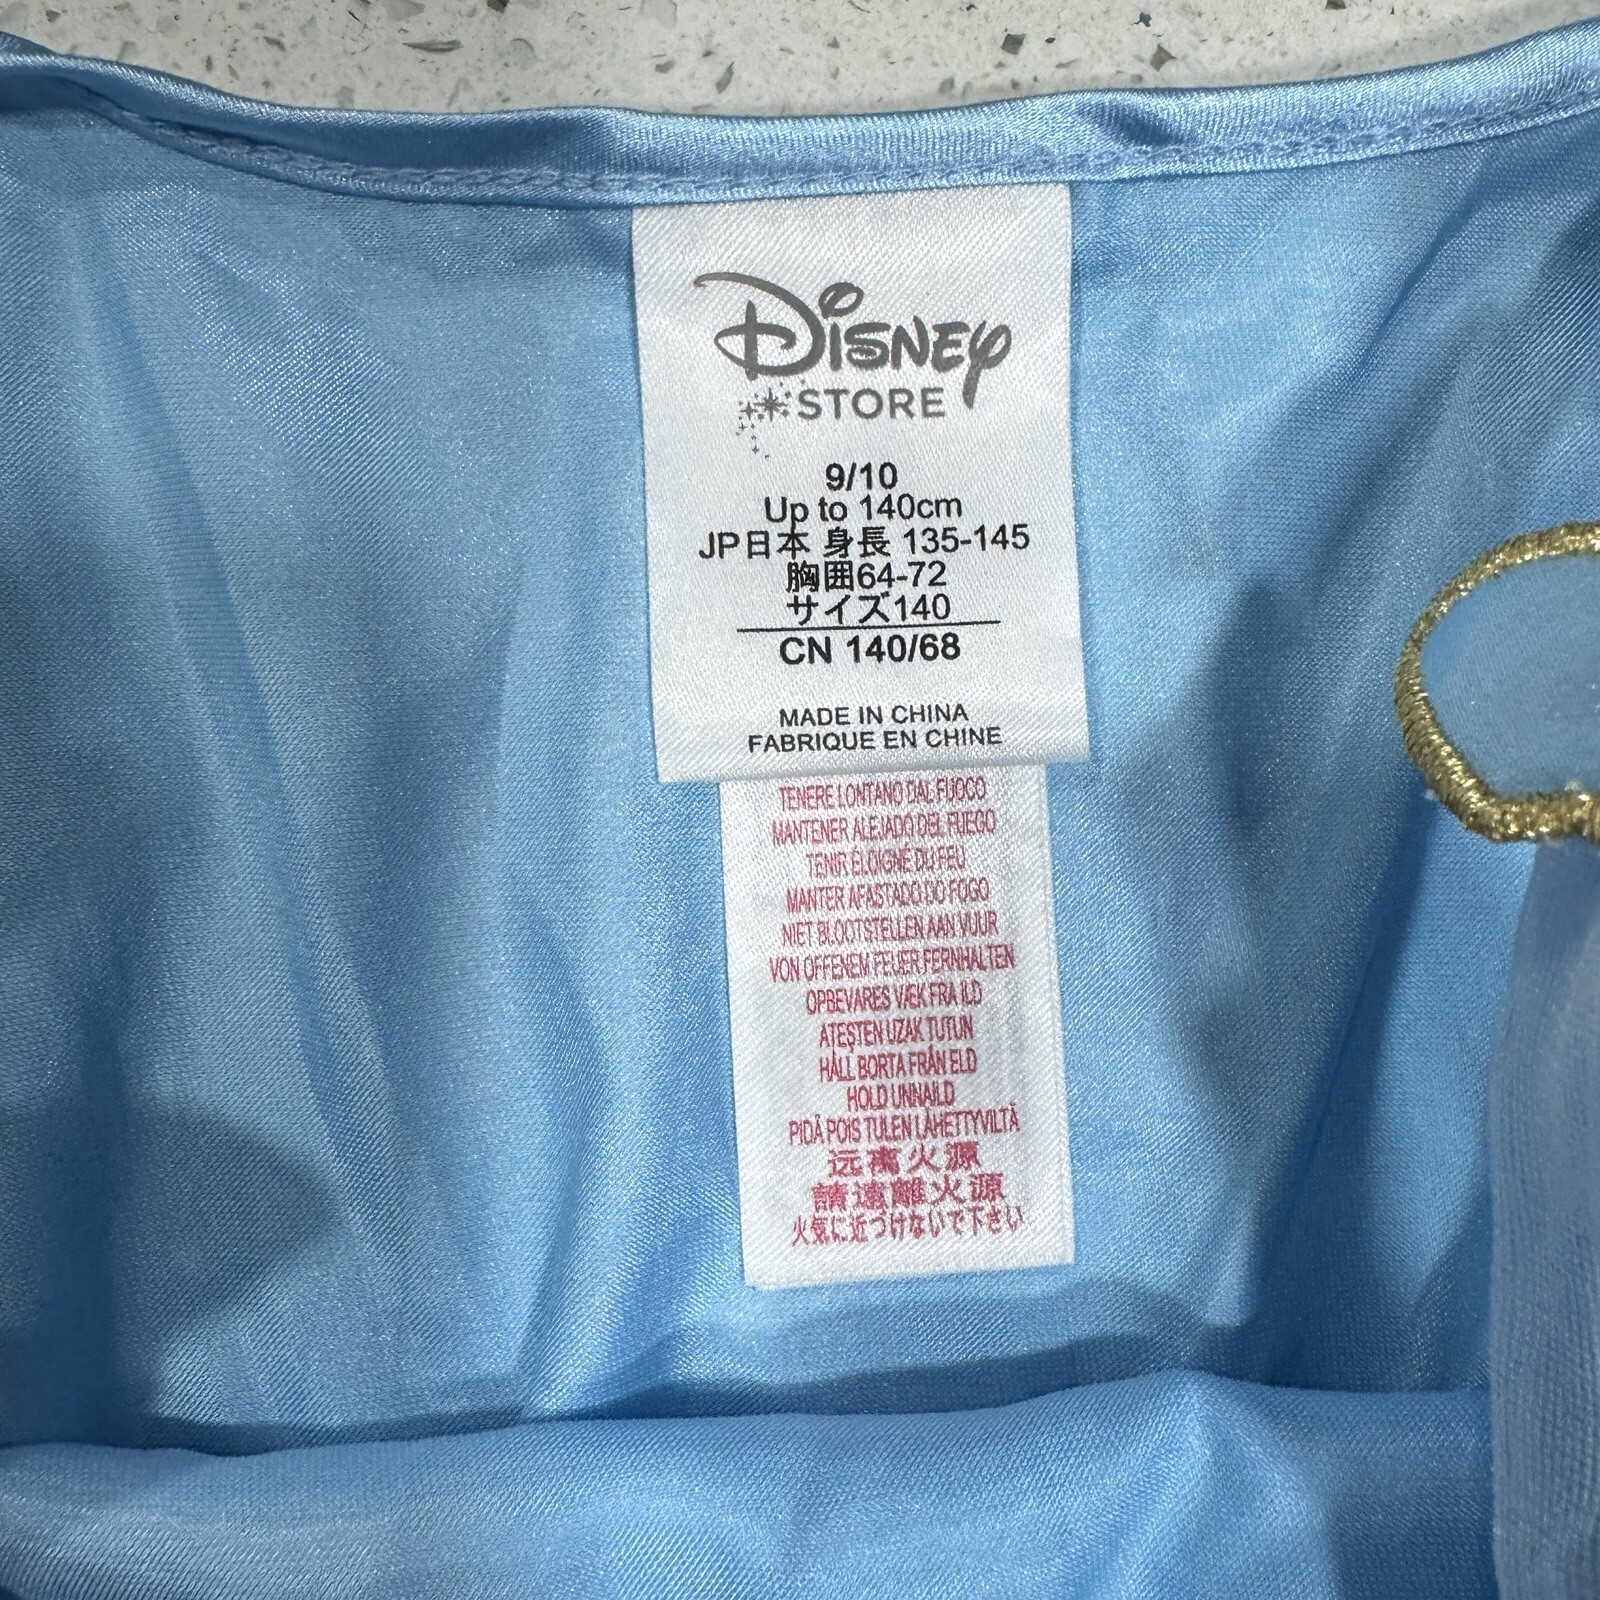 Disney
STORE
9/10
Up to 140cm
JP日本 身長 135-145
胸囲64-72
サイズ140
CN 140/68
MADE IN CHINA
FABRIQUE EN CHINE
TENERE LONTANO DAL FUOCO
MANTENER ALEJADO DEL FUEGO
TENIR ÉLOIGNÉ DU FEU
MANTER AFASTADO DO FOGO
NIET BLOOTSTELLEN AAN VUUR
VON OFFENEM FEUER FERNHALTEN
OPBEVARES VÆK FRA ILD
ATEŞTEN UZAK TUTUN
HÅLL BORTA FRÅN ELD
HOLD UNNA ILD
PIDÄ POIS TULEN LÄHETTYVILTÄ
远离火源
請遠離火源
火気に近づけないで下さい